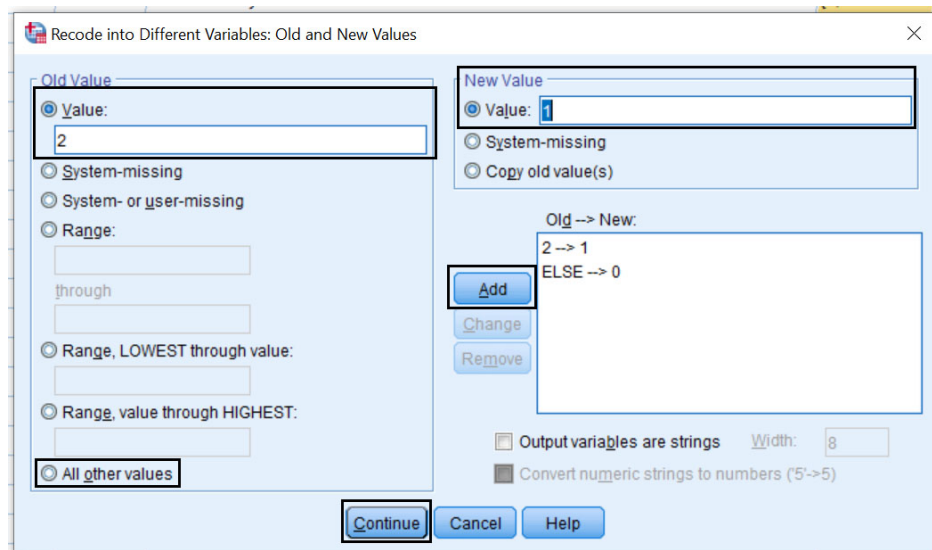 Recode into Different Variables: Old and New Values
Old Value
Value:
2
System-missing
System- or user-missing
Range:
through
Range, LOWEST through value:
Range, value through HIGHEST:
All other values
New Value
Value: 1
System-missing
Copy old value(s)
Old --> New:
2 --> 1
ELSE --> 0
Add
Change
Remove
Output variables are strings Width: 8
Convert numeric strings to numbers ('5'->5)
Continue Cancel Help